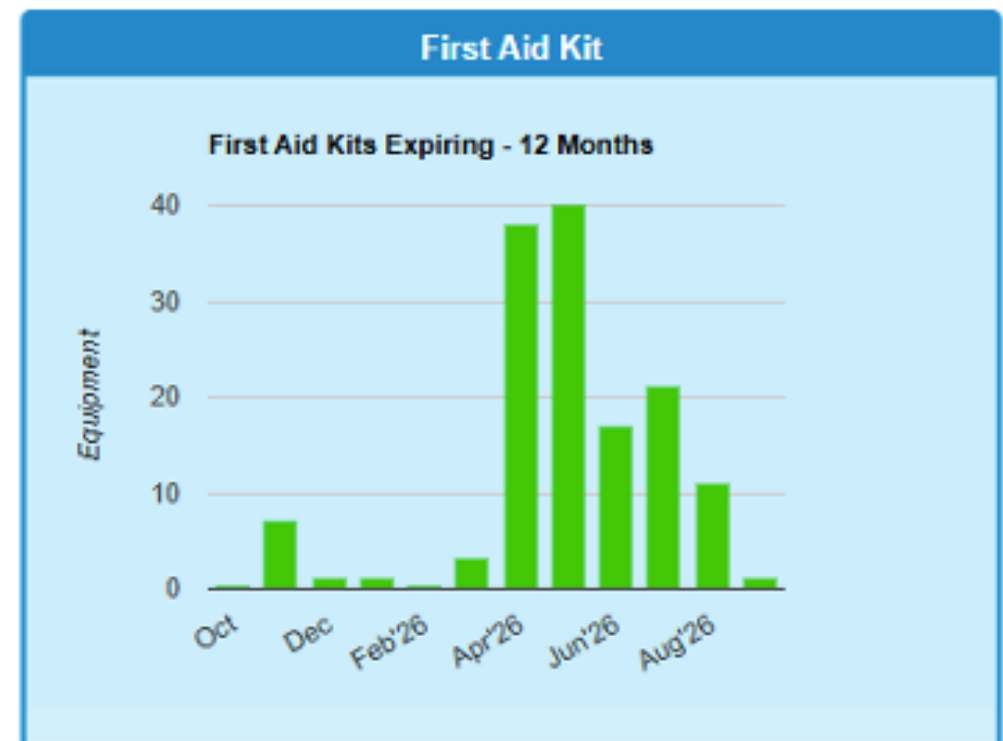 First Aid Kit
First Aid Kits Expiring - 12 Months
40
30
20
10
0
Equipment
Oct
Dec
Feb'26
Apr'26
Jun'26
Aug'26